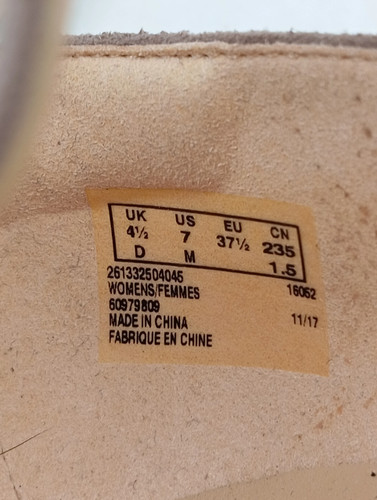 UK US EU CN
4½ 7 37½ 235
D M 1.5
261332504045
WOMENS/FEMMES 16052
60979809
MADE IN CHINA 11/17
FABRIQUE EN CHINE